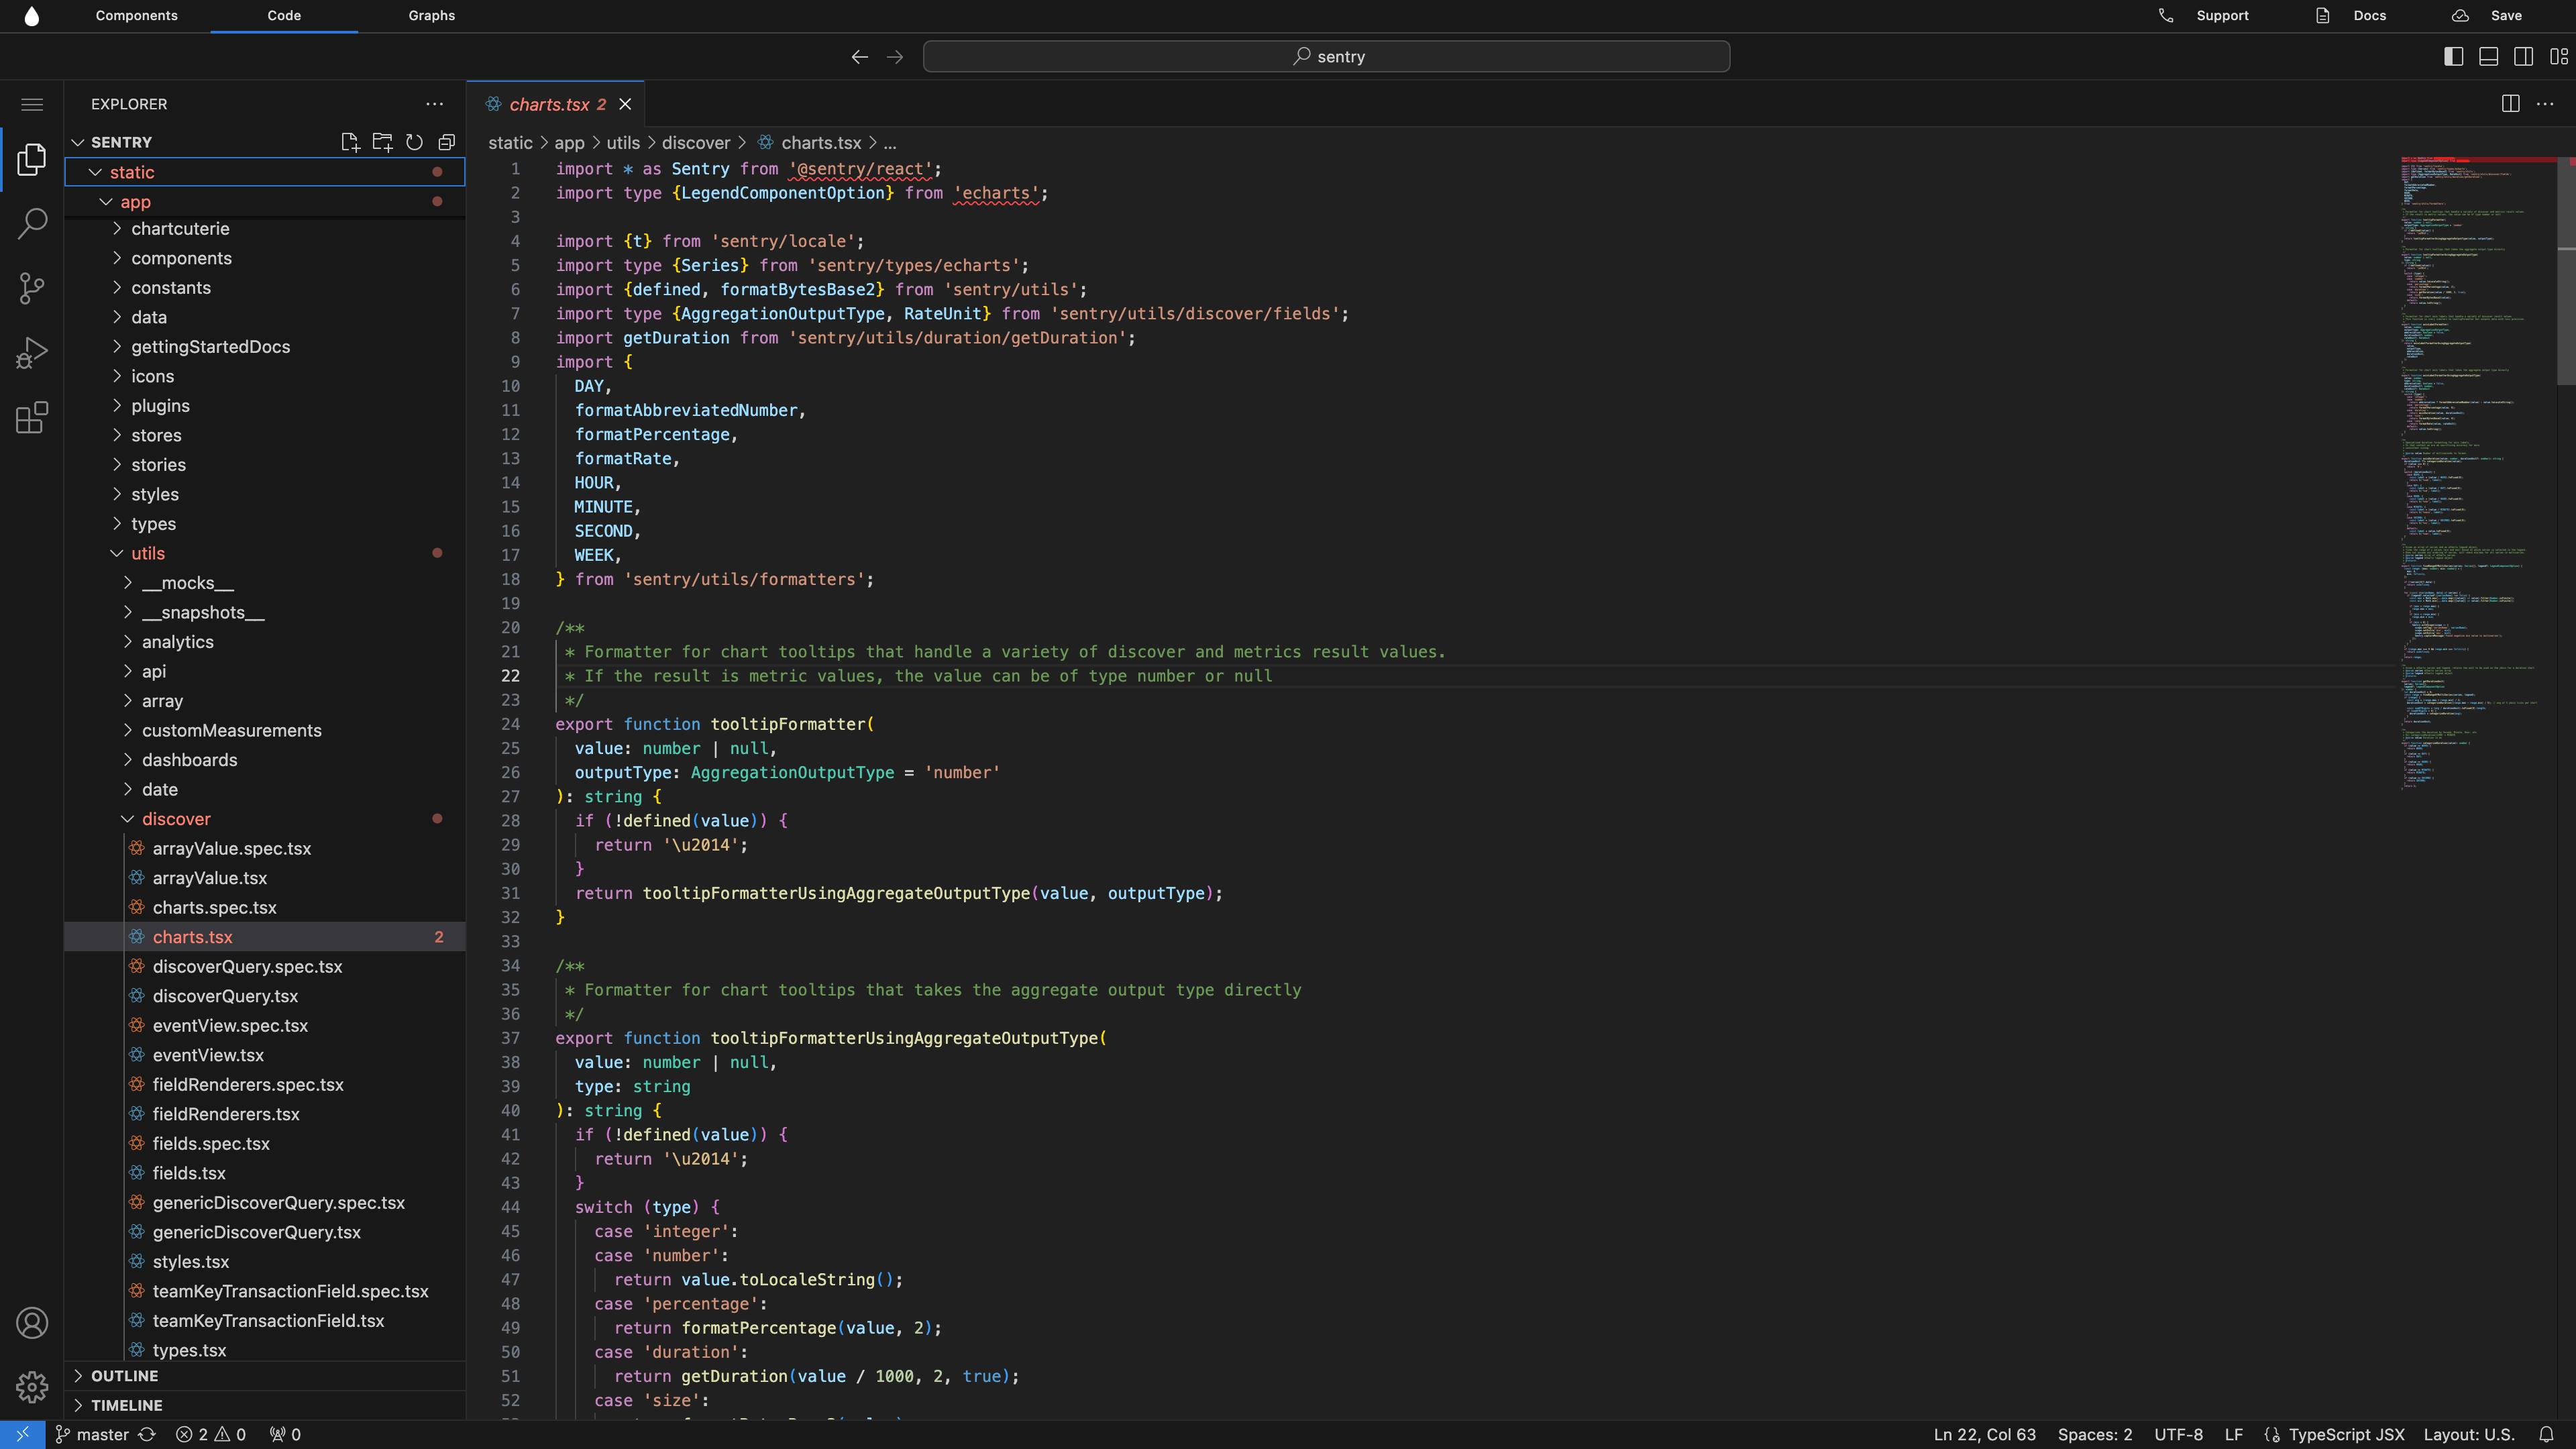 Components Code Graphs Support Docs Save
sentry
EXPLORER
SENTRY
static
app
chartcuterie
components
constants
data
gettingStartedDocs
icons
plugins
stores
stories
styles
types
utils
__mocks__
__snapshots__
analytics
api
array
customMeasurements
dashboards
date
discover
arrayValue.spec.tsx
arrayValue.tsx
charts.spec.tsx
charts.tsx 2
discoverQuery.spec.tsx
discoverQuery.tsx
eventView.spec.tsx
eventView.tsx
fieldRenderers.spec.tsx
fieldRenderers.tsx
fields.spec.tsx
fields.tsx
genericDiscoverQuery.spec.tsx
genericDiscoverQuery.tsx
styles.tsx
teamKeyTransactionField.spec.tsx
teamKeyTransactionField.tsx
types.tsx
OUTLINE
TIMELINE
charts.tsx 2
static > app > utils > discover > charts.tsx > ...
1 import * as Sentry from '@sentry/react';
2 import type {LegendComponentOption} from 'echarts';
3
4 import {t} from 'sentry/locale';
5 import type {Series} from 'sentry/types/echarts';
6 import {defined, formatBytesBase2} from 'sentry/utils';
7 import type {AggregationOutputType, RateUnit} from 'sentry/utils/discover/fields';
8 import getDuration from 'sentry/utils/duration/getDuration';
9 import {
10 DAY,
11 formatAbbreviatedNumber,
12 formatPercentage,
13 formatRate,
14 HOUR,
15 MINUTE,
16 SECOND,
17 WEEK,
18 } from 'sentry/utils/formatters';
19
20 /**
21 * Formatter for chart tooltips that handle a variety of discover and metrics result values.
22 * If the result is metric values, the value can be of type number or null
23 */
24 export function tooltipFormatter(
25 value: number | null,
26 outputType: AggregationOutputType = 'number'
27 ): string {
28 if (!defined(value)) {
29 return '\u2014';
30 }
31 return tooltipFormatterUsingAggregateOutputType(value, outputType);
32 }
33
34 /**
35 * Formatter for chart tooltips that takes the aggregate output type directly
36 */
37 export function tooltipFormatterUsingAggregateOutputType(
38 value: number | null,
39 type: string
40 ): string {
41 if (!defined(value)) {
42 return '\u2014';
43 }
44 switch (type) {
45 case 'integer':
46 case 'number':
47 return value.toLocaleString();
48 case 'percentage':
49 return formatPercentage(value, 2);
50 case 'duration':
51 return getDuration(value / 1000, 2, true);
52 case 'size':
master 2 0 0 Ln 22, Col 63 Spaces: 2 UTF-8 LF TypeScript JSX Layout: U.S.